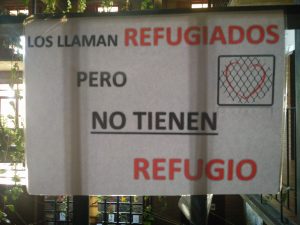 LOS LLAMAN REFUGIADOS
PERO
NO TIENEN
REFUGIO